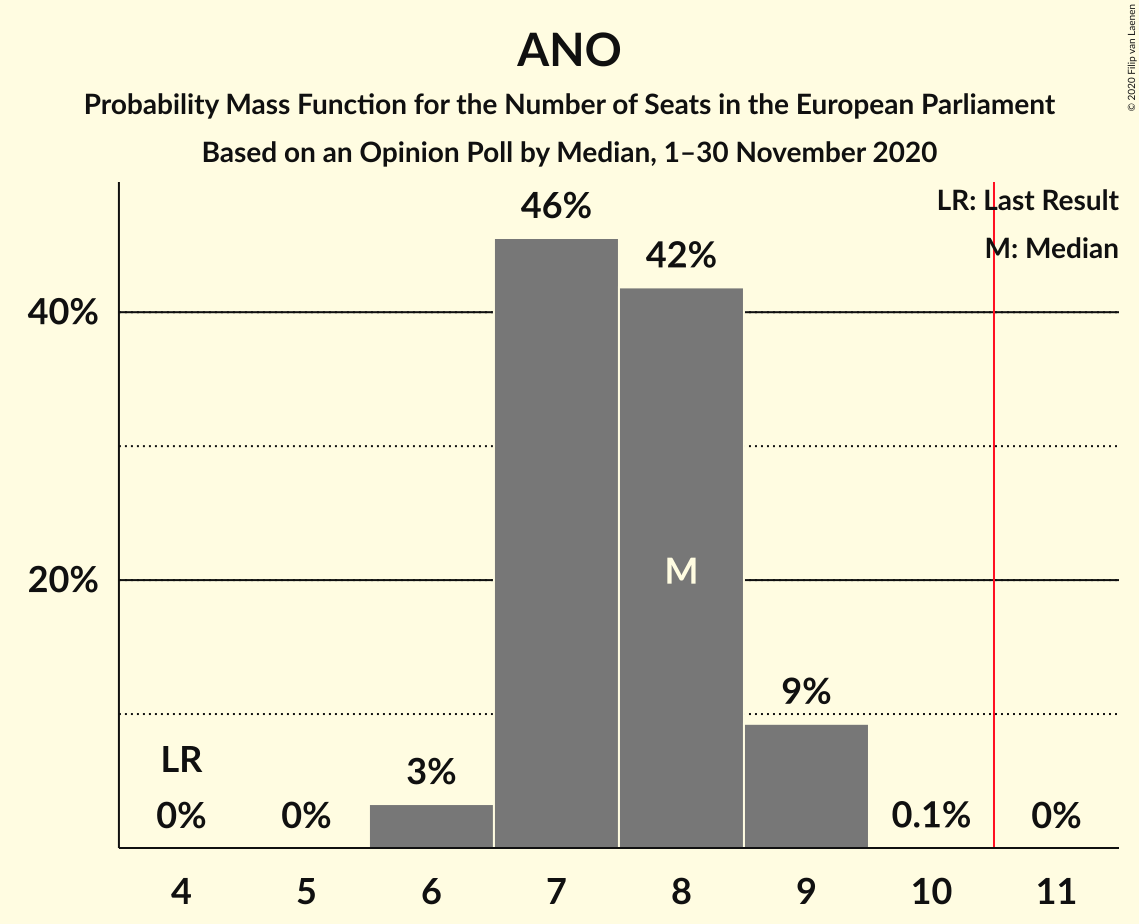 ANO
Probability Mass Function for the Number of Seats in the European Parliament
Based on an Opinion Poll by Median, 1–30 November 2020
© 2020 Filip van Laenen
LR: Last Result
M: Median
46%
42%
40%
M
20%
9%
LR
3%
0%
0%
0.1%
0%
4 5 6 7 8 9 10 11